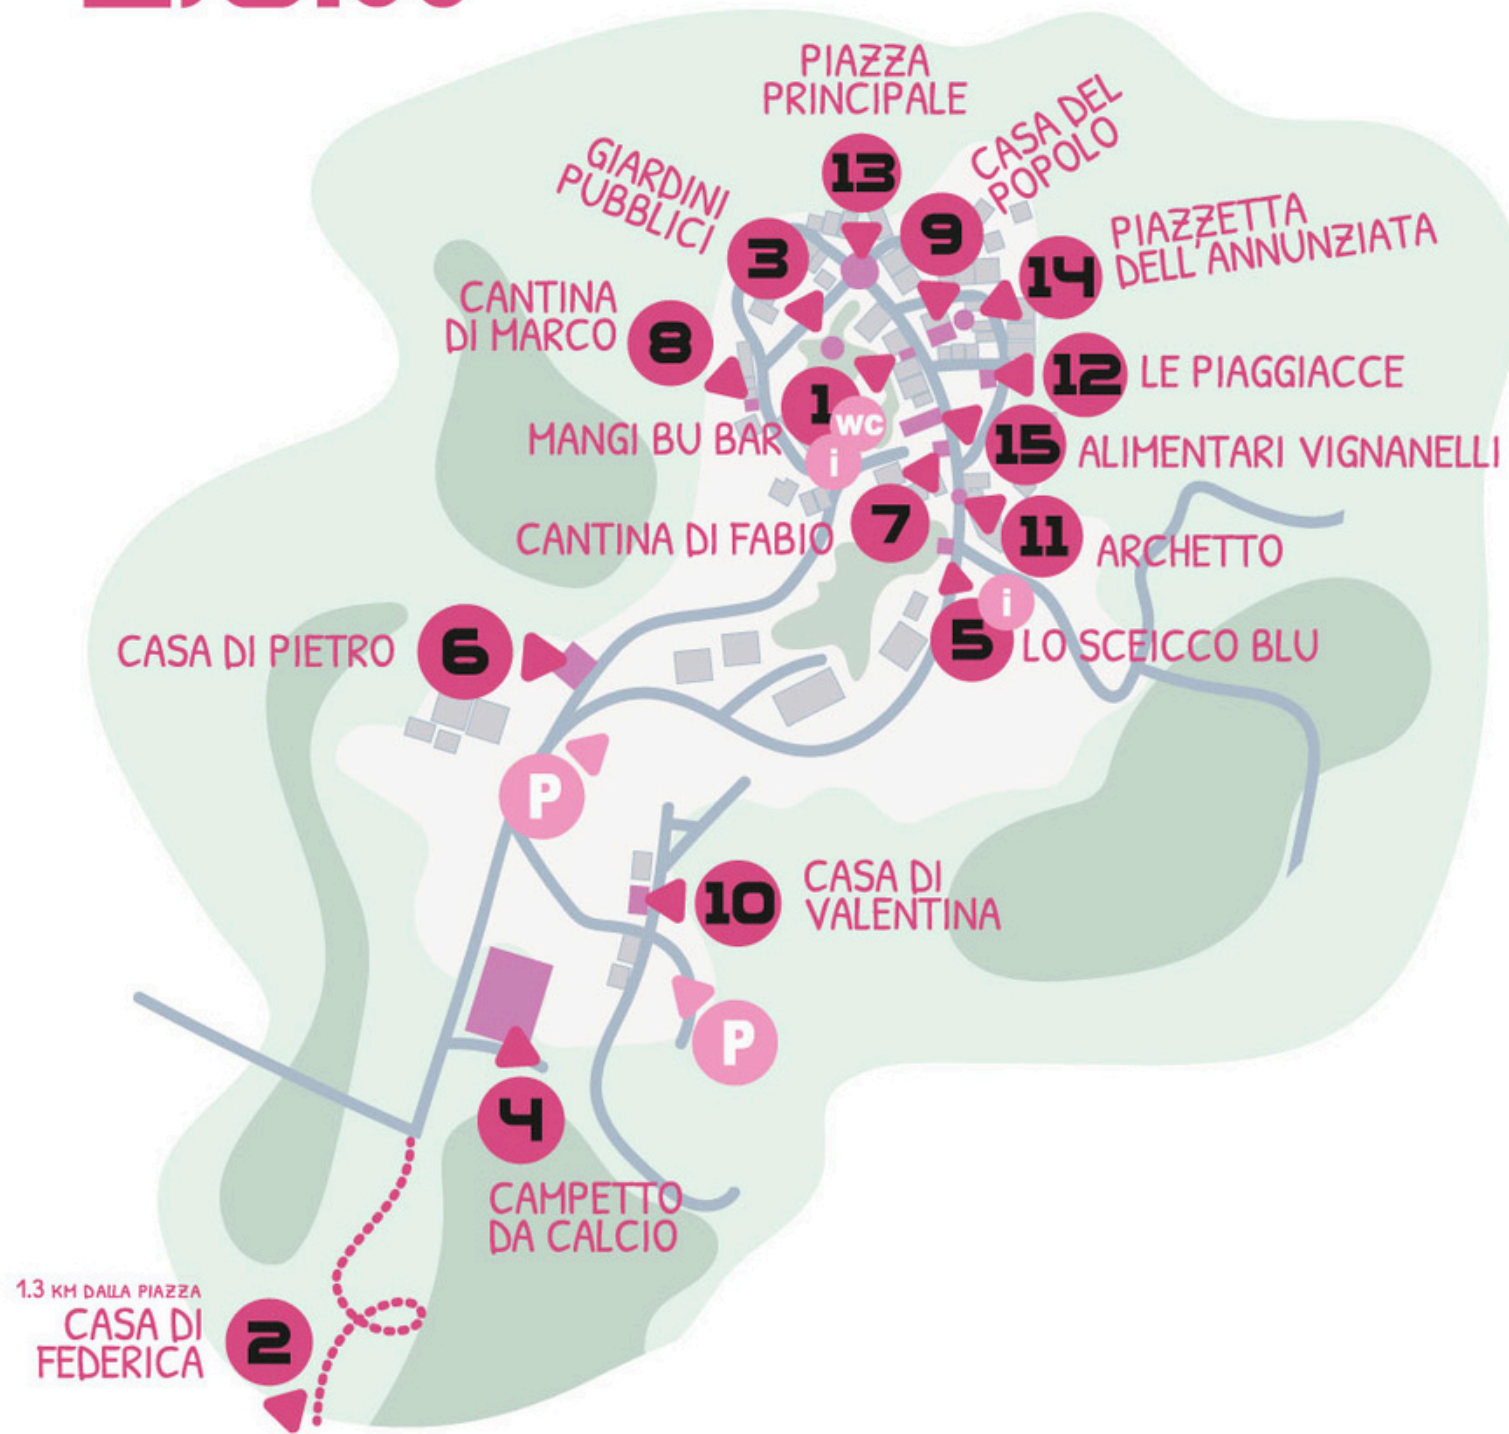 PIAZZA
PRINCIPALE
13
CASA DEL
POPOLO
9
GIARDINI
PUBBLICI
3
PIAZZETTA
DELL'ANNUNZIATA
14
CANTINA
DI MARCO
8
12
LE PIAGGIACCE
1
WC
i
MANGI BU BAR
15
ALIMENTARI VIGNANELLI
CANTINA DI FABIO
7
11
ARCHETTO
i
5
LO SCEICCO BLU
CASA DI PIETRO
6
P
10
CASA DI
VALENTINA
P
4
CAMPETTO
DA CALCIO
1.3 KM DALLA PIAZZA
CASA DI
FEDERICA
2